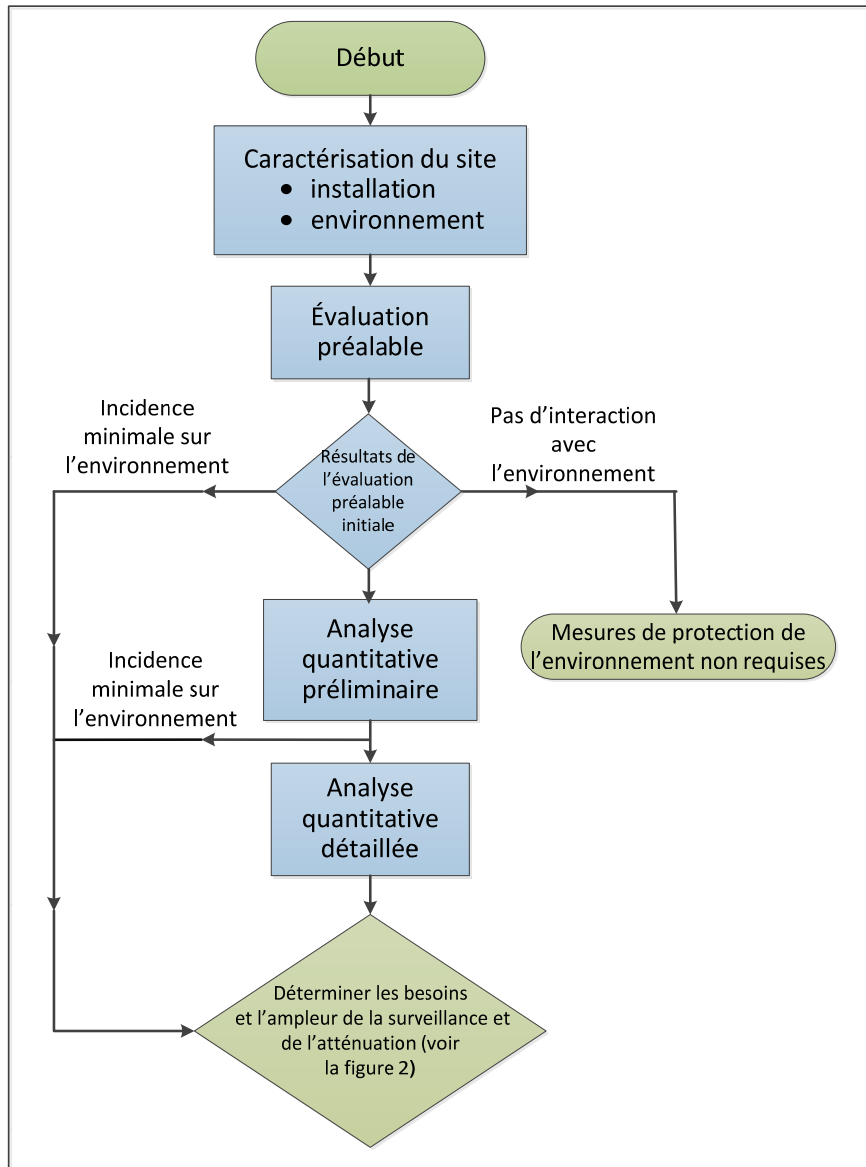 Début
Caractérisation du site
• installation
• environnement
Évaluation
préalable
Incidence
minimale sur
l'environnement
Pas d'interaction
avec
l'environnement
Résultats de
l'évaluation
préalable
initiale
Mesures de protection de
l'environnement non requises
Analyse
quantitative
préliminaire
Incidence
minimale sur
l'environnement
Analyse
quantitative
détaillée
Déterminer les besoins
et l'ampleur de la surveillance et
de l'atténuation (voir
la figure 2)